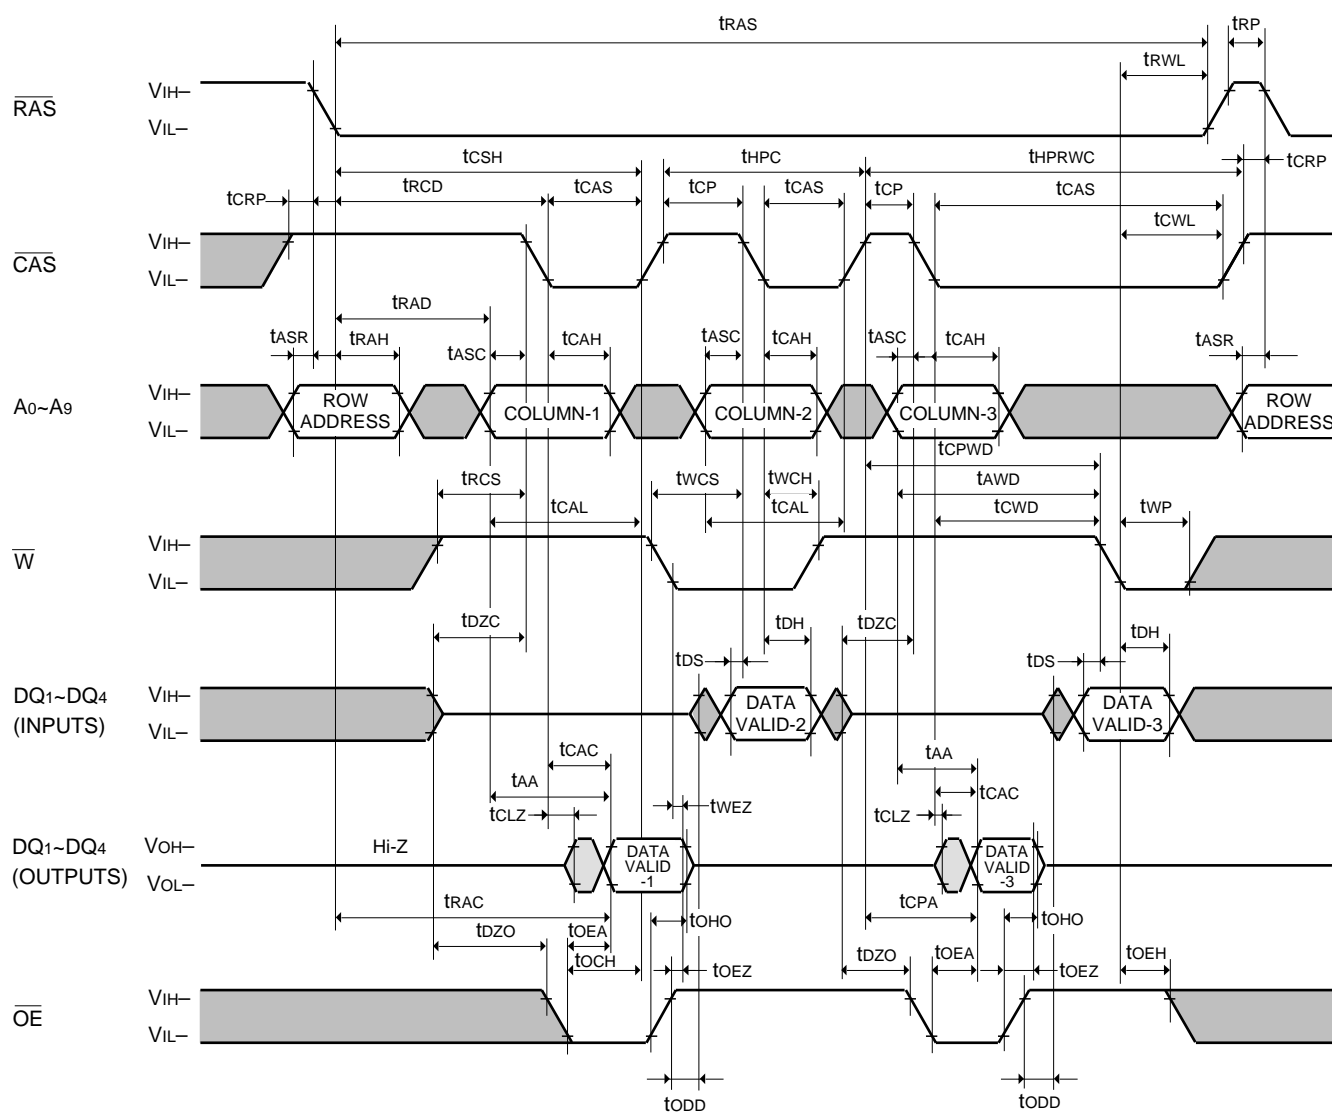 tRAS
tRP
tRWL
RAS
VIH–
VIL–
tCSH
tHPC
tHPRWC
tCRP
tCRP
tRCD
tCAS
tCP
tCAS
tCP
tCAS
tCWL
CAS
VIH–
VIL–
tRAD
tASR
tRAH
tASC
tCAH
tASC
tCAH
tASC
tCAH
tASR
A0~A9
VIH–
VIL–
ROW
ADDRESS
COLUMN-1
COLUMN-2
COLUMN-3
ROW
ADDRESS
tCPWD
tRCS
tWCS
tWCH
tAWD
tCAL
tCAL
tCWD
tWP
W
VIH–
VIL–
tDZC
tDH
tDZC
tDH
tDS
tDS
DQ1~DQ4
(INPUTS)
VIH–
VIL–
DATA
VALID-2
DATA
VALID-3
tCAC
tAA
tAA
tCAC
tCLZ
tWEZ
tCLZ
DQ1~DQ4
(OUTPUTS)
VOH–
VOL–
Hi-Z
DATA
VALID
-1
DATA
VALID
-3
tRAC
tCPA
tOHO
tOHO
tDZO
tOEA
tOCH
tOEZ
tDZO
tOEA
tOEZ
tOEH
OE
VIH–
VIL–
tODD
tODD